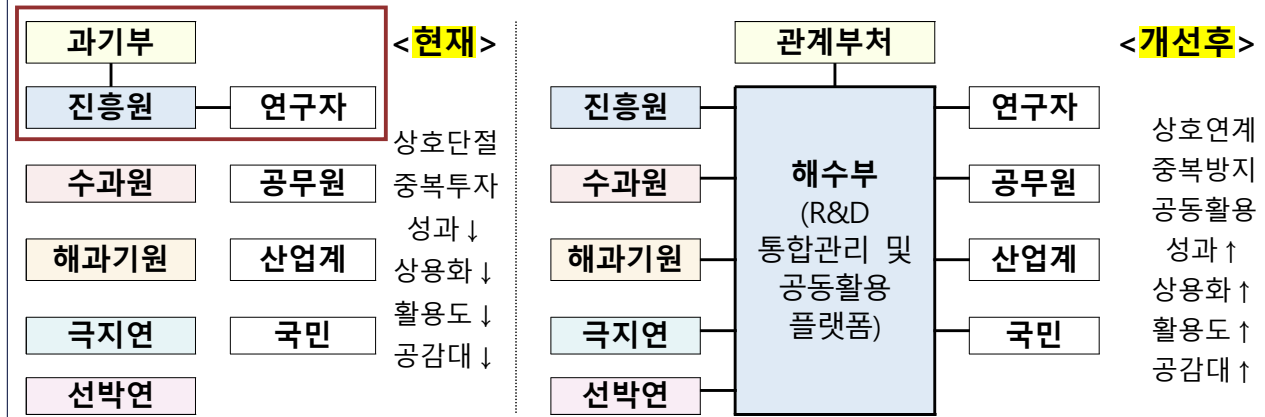 과기부
<현재>
진흥원
연구자
수과원
공무원
해과기원
산업계
극지연
국민
선박연
상호단절
중복투자
성과↓
상용화↓
활용도↓
공감대↓
관계부처
<개선후>
진흥원
수과원
해과기원
극지연
선박연
해수부
(R&D
통합관리 및
공동활용
플랫폼)
연구자
공무원
산업계
국민
상호연계
중복방지
공동활용
성과↑
상용화↑
활용도↑
공감대↑